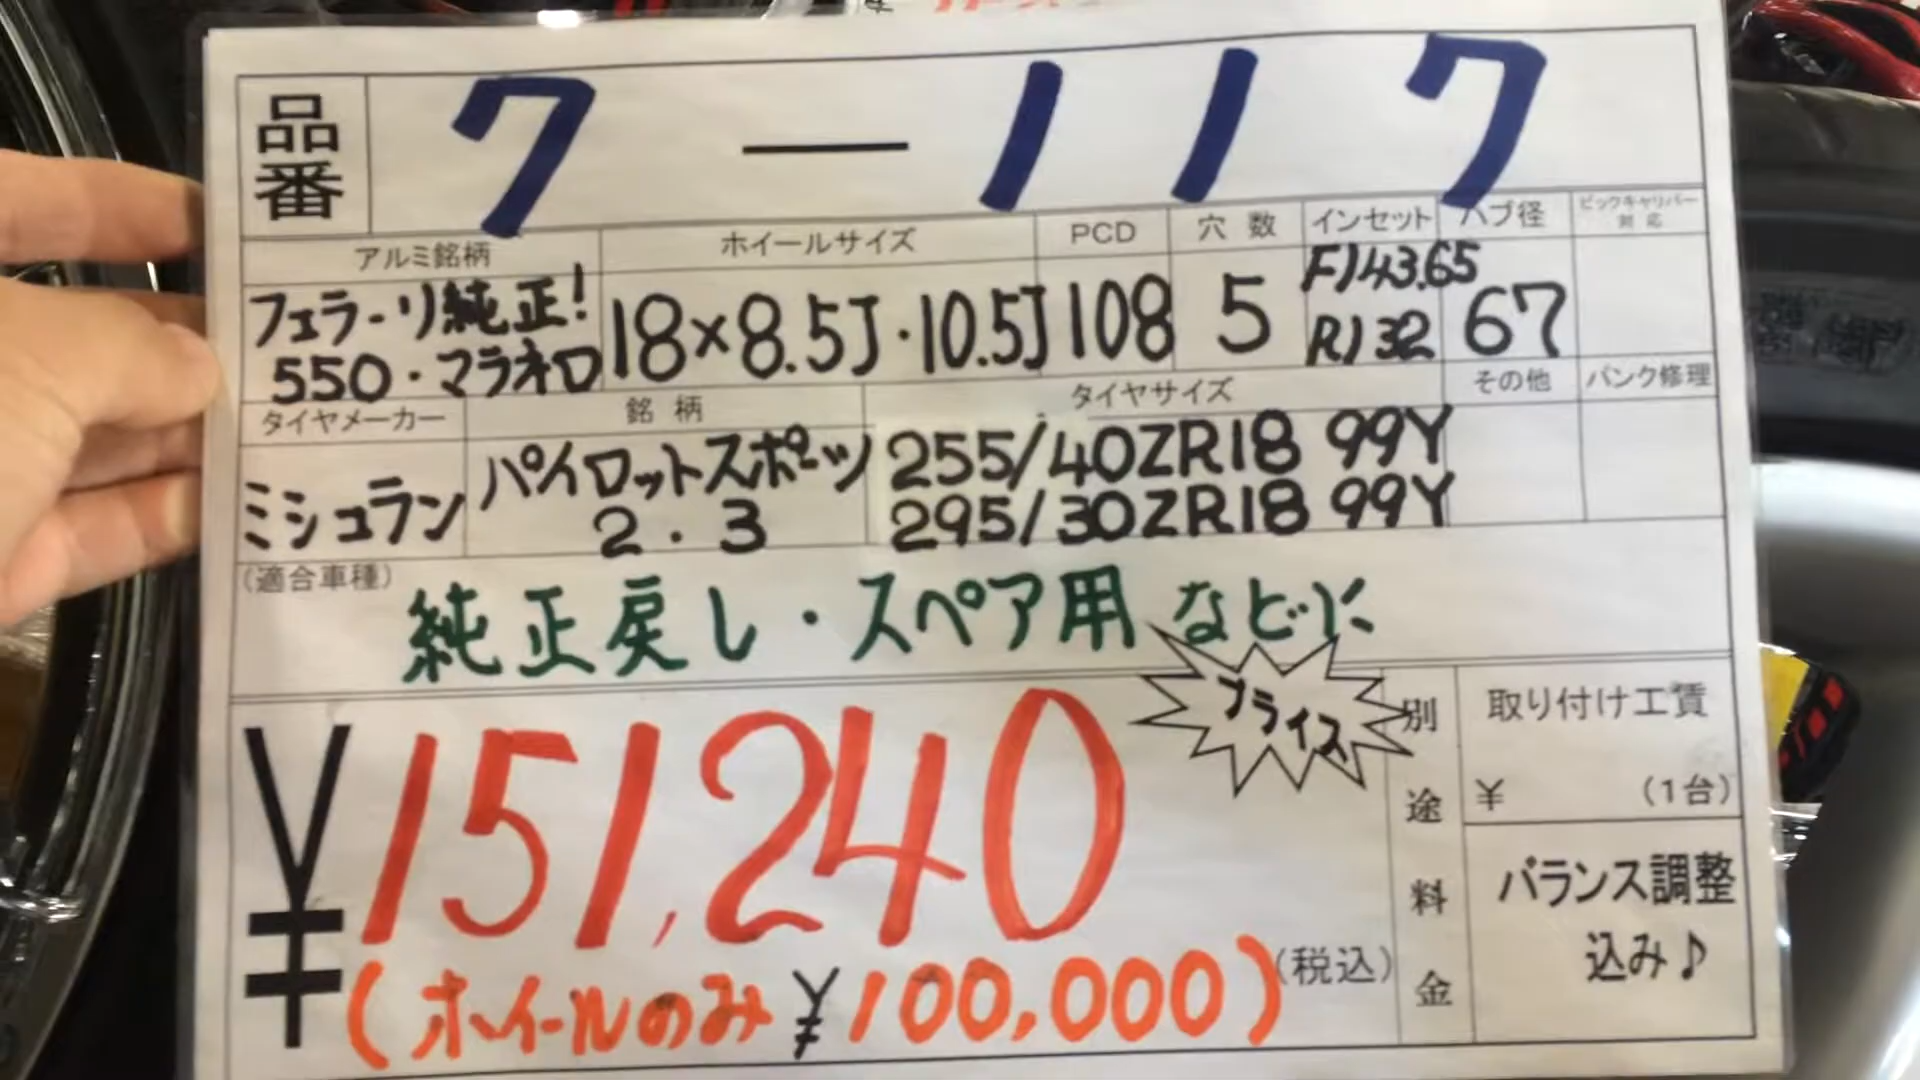 品番 7-117
アルミ銘柄 ホイールサイズ PCD 穴数 インセット ハブ径 ビックキャリパー対応
フェラーリ純正! 550・マラネロ 18×8.5J・10.5J 108 5 F)43.65 R)32 67
タイヤメーカー 銘柄 タイヤサイズ その他 パンク修理
ミシュラン パイロットスポーツ 2.3 255/40ZR18 99Y
295/30ZR18 99Y
(適合車種)
純正戻し・スペア用などに
プライス
¥151,240
(ホイールのみ¥100,000)
(税込)
別途料金
取り付け工賃
¥ (1台)
バランス調整
込み♪